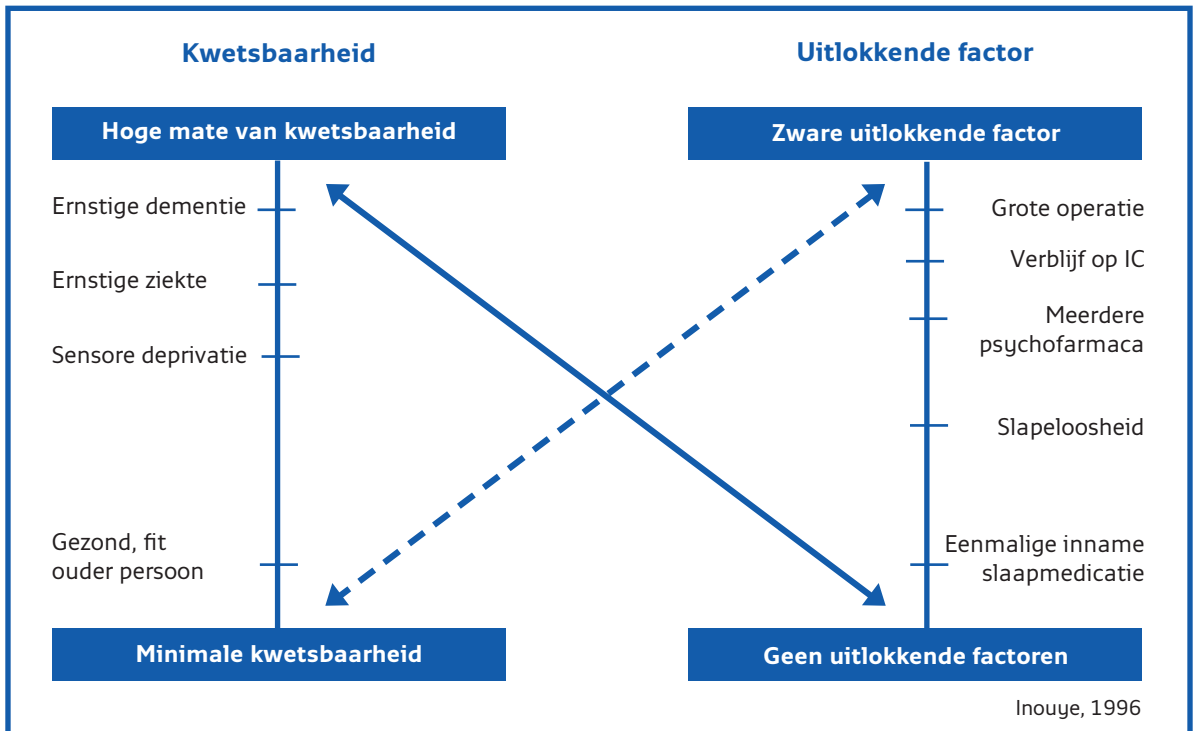 Kwetsbaarheid
Uitlokkende factor
Hoge mate van kwetsbaarheid
Zware uitlokkende factor
Ernstige dementie
Ernstige ziekte
Sensore deprivatie
Gezond, fit
ouder persoon
Grote operatie
Verblijf op IC
Meerdere
psychofarmaca
Slapeloosheid
Eenmalige inname
slaapmedicatie
Minimale kwetsbaarheid
Geen uitlokkende factoren
Inouye, 1996